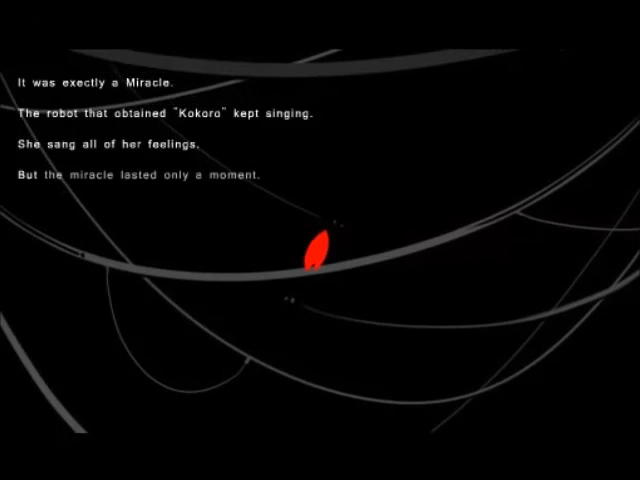 It was exectly a Miracle.
The robot that obtained "Kokoro" kept singing.
She sang all of her feelings.
But the miracle lasted only a moment.